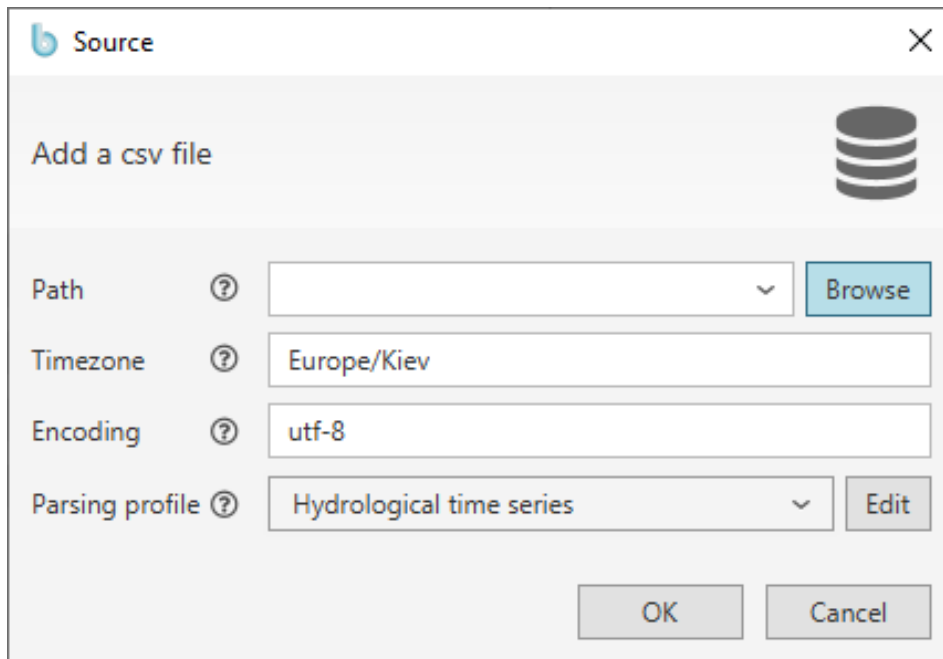 Source
Add a csv file
Path Browse
Timezone Europe/Kiev
Encoding utf-8
Parsing profile Hydrological time series Edit
OK Cancel